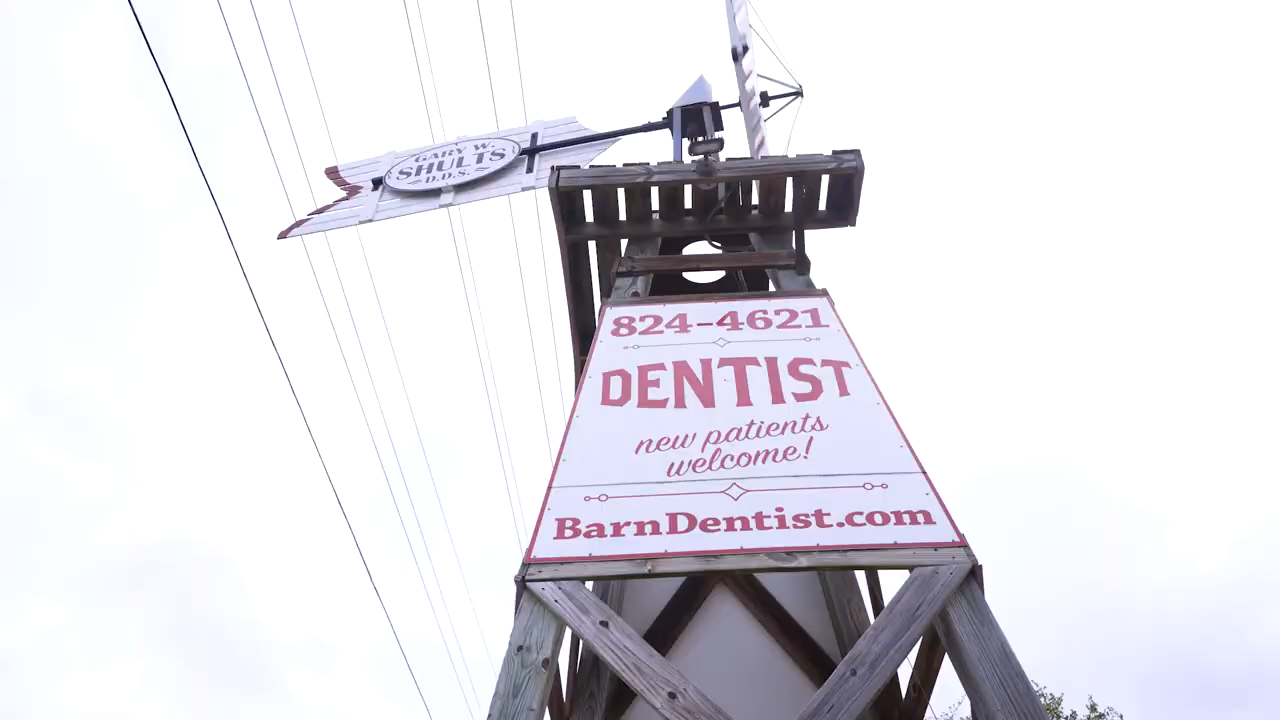 GARY W.
SHULTS
D.D.S.
824-4621
DENTIST
new patients
welcome!
BarnDentist.com